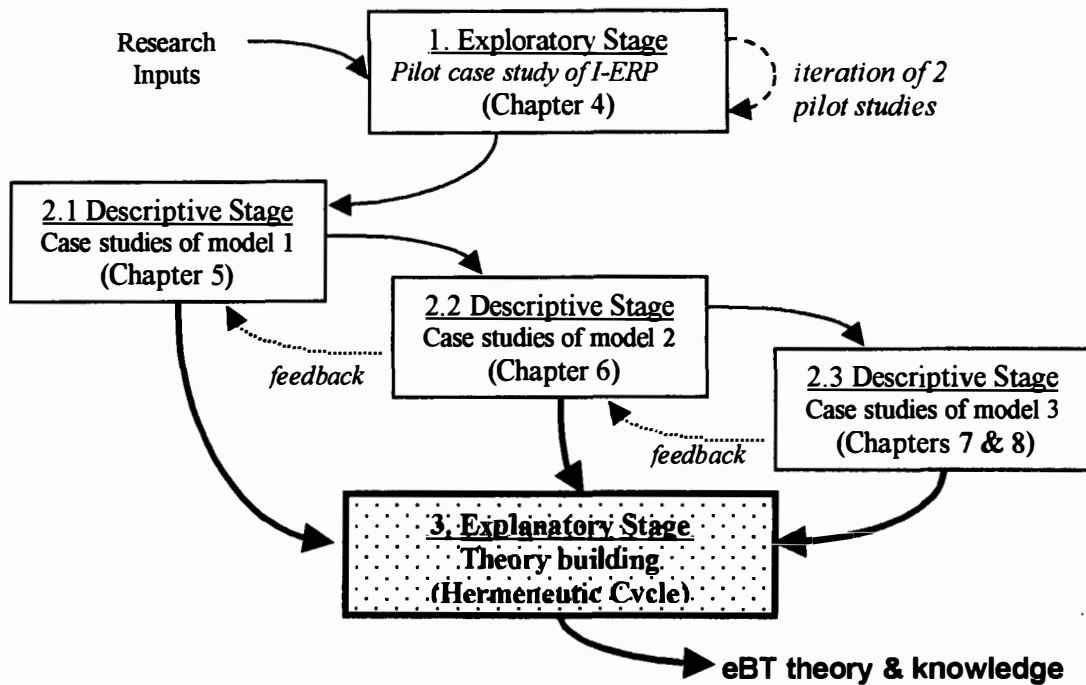 Research
Inputs
1. Exploratory Stage
Pilot case study of I-ERP
(Chapter 4)
iteration of 2
pilot studies
2.1 Descriptive Stage
Case studies of model 1
(Chapter 5)
2.2 Descriptive Stage
Case studies of model 2
(Chapter 6)
feedback
2.3 Descriptive Stage
Case studies of model 3
(Chapters 7 & 8)
feedback
3. Explanatory Stage
Theory building
(Hermeneutic Cycle)
eBT theory & knowledge